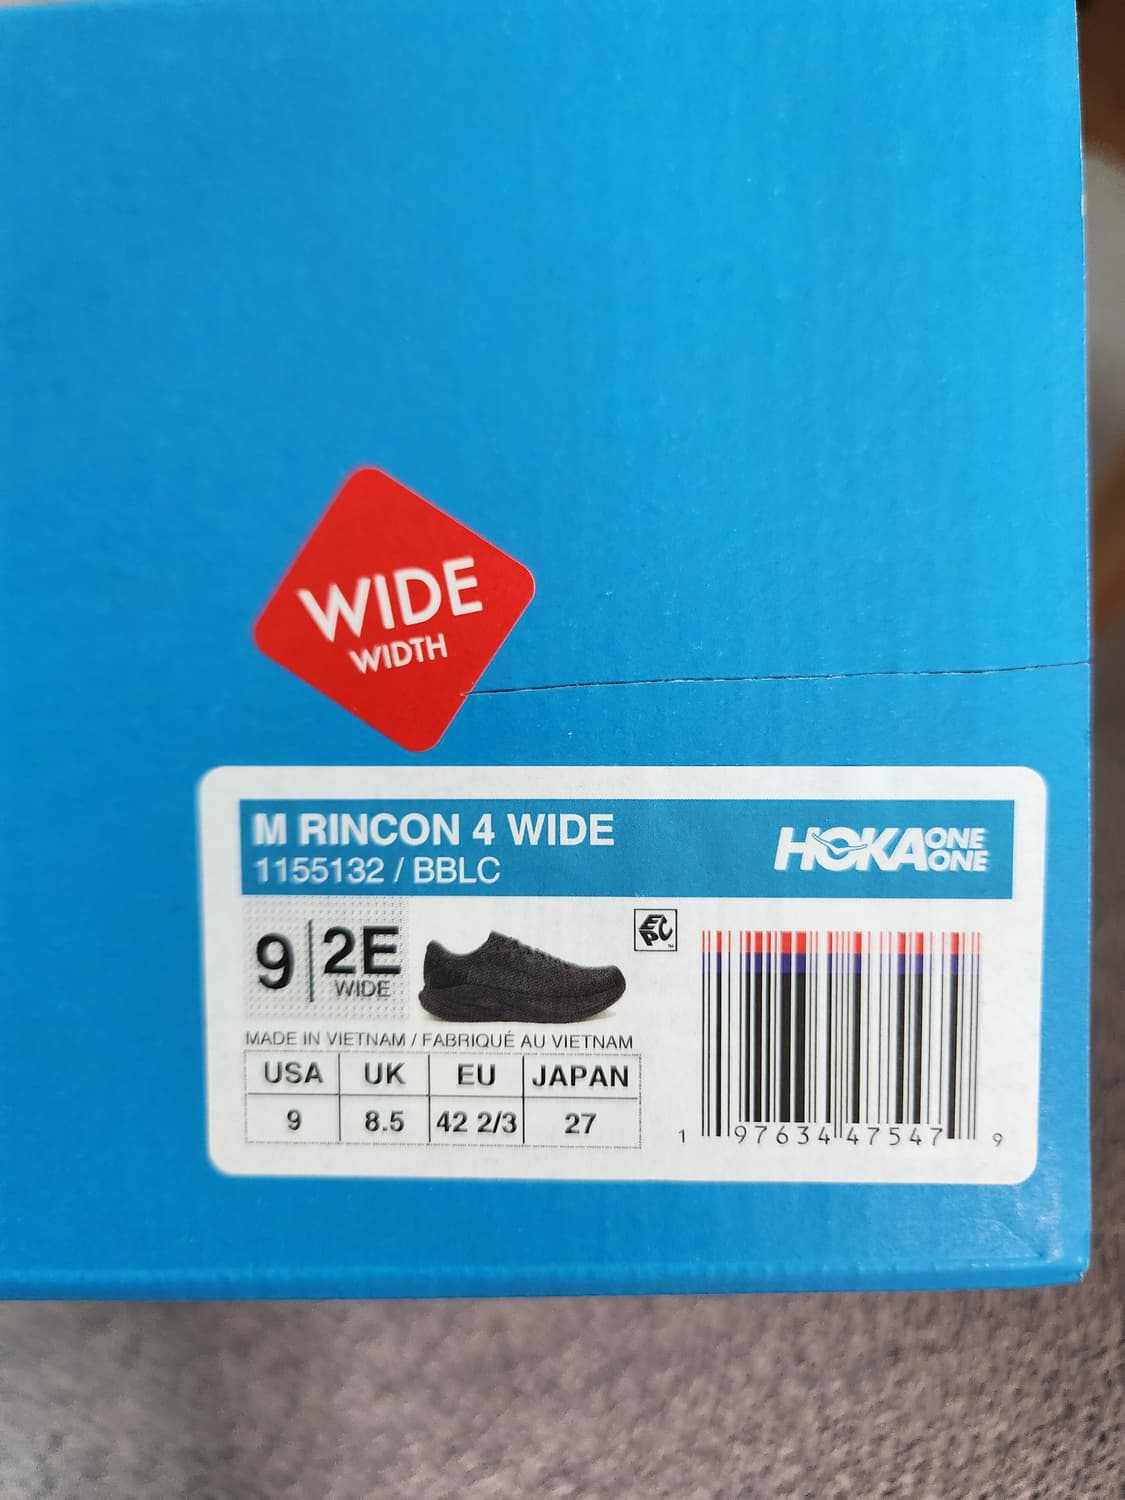 WIDE
WIDTH
M RINCON 4 WIDE
1155132 / BBLC
HOKA ONE ONE
9 | 2E
WIDE
EPC
MADE IN VIETNAM / FABRIQUÉ AU VIETNAM
USA UK EU JAPAN
9 8.5 42 2/3 27
1 97634 47547 9